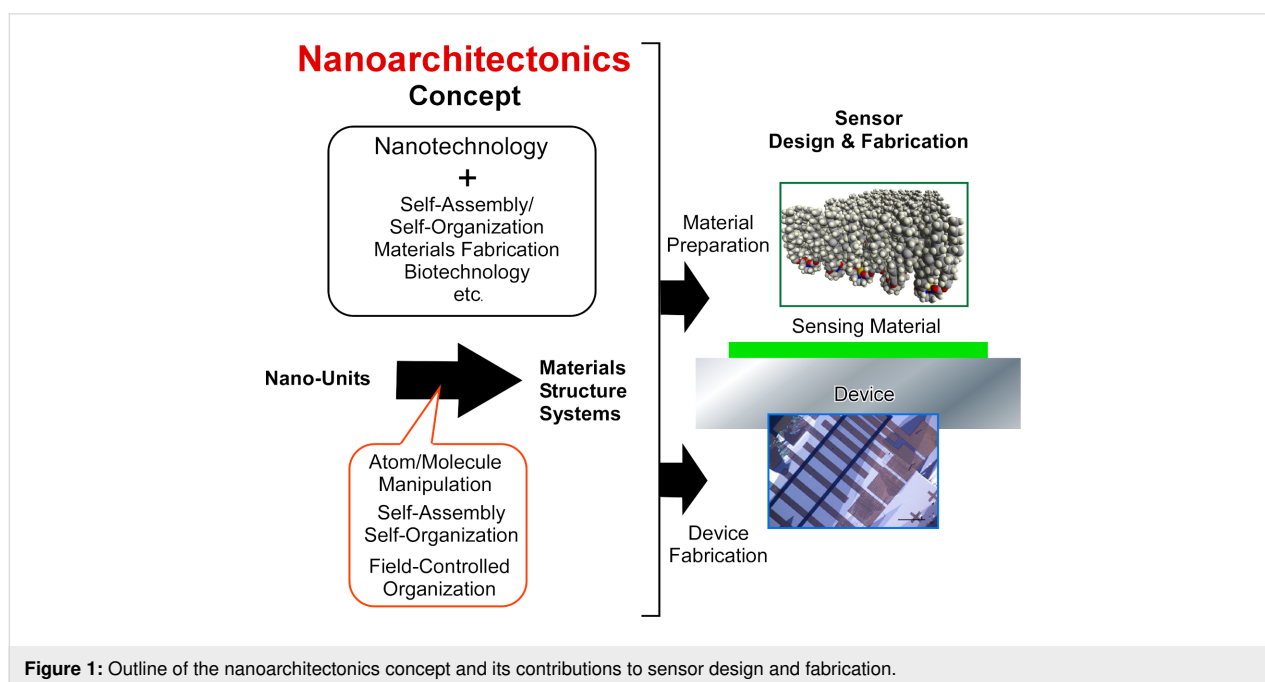 Nanoarchitectonics
Concept
Nanotechnology
+
Self-Assembly/
Self-Organization
Materials Fabrication
Biotechnology
etc.
Nano-Units
Materials
Structure
Systems
Atom/Molecule
Manipulation
Self-Assembly
Self-Organization
Field-Controlled
Organization
Material
Preparation
Device
Fabrication
Sensor
Design & Fabrication
Sensing Material
Device
Figure 1: Outline of the nanoarchitectonics concept and its contributions to sensor design and fabrication.